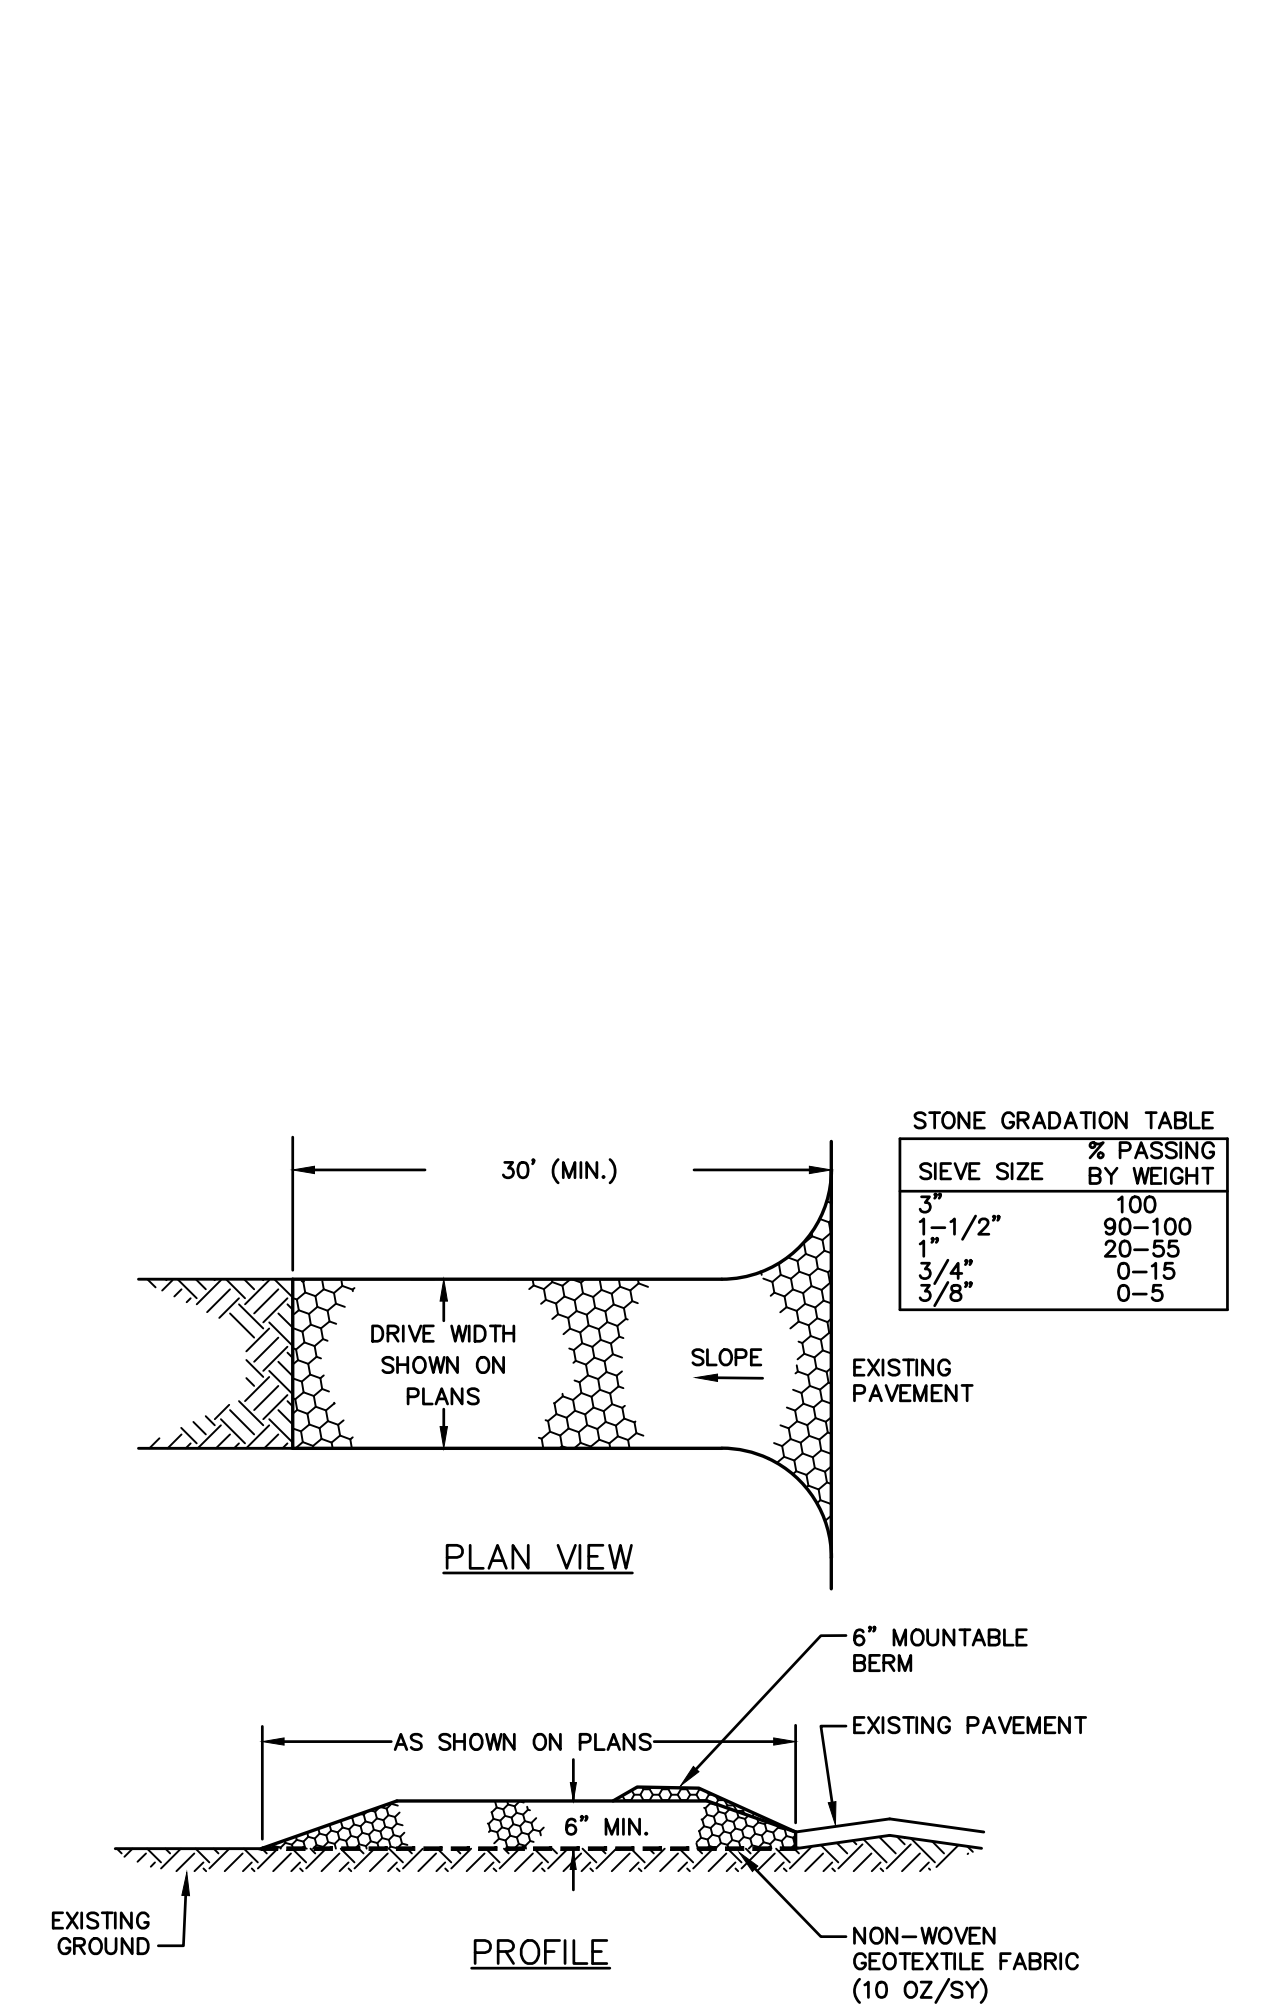 STONE GRADATION TABLE
SIEVE SIZE
% PASSING
BY WEIGHT
3" 100
1-1/2" 90-100
1" 20-55
3/4" 0-15
3/8" 0-5
30' (MIN.)
DRIVE WIDTH
SHOWN ON
PLANS
SLOPE
EXISTING
PAVEMENT
PLAN VIEW
6" MOUNTABLE
BERM
EXISTING PAVEMENT
AS SHOWN ON PLANS
6" MIN.
EXISTING
GROUND
PROFILE
NON-WOVEN
GEOTEXTILE FABRIC
(10 OZ/SY)